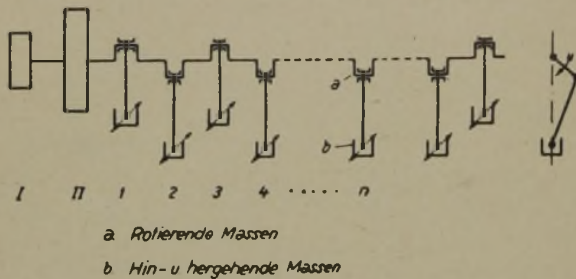 a
b
I II 1 2 3 4 ····· n
a Rotierende Massen
b Hin-u hergehende Massen